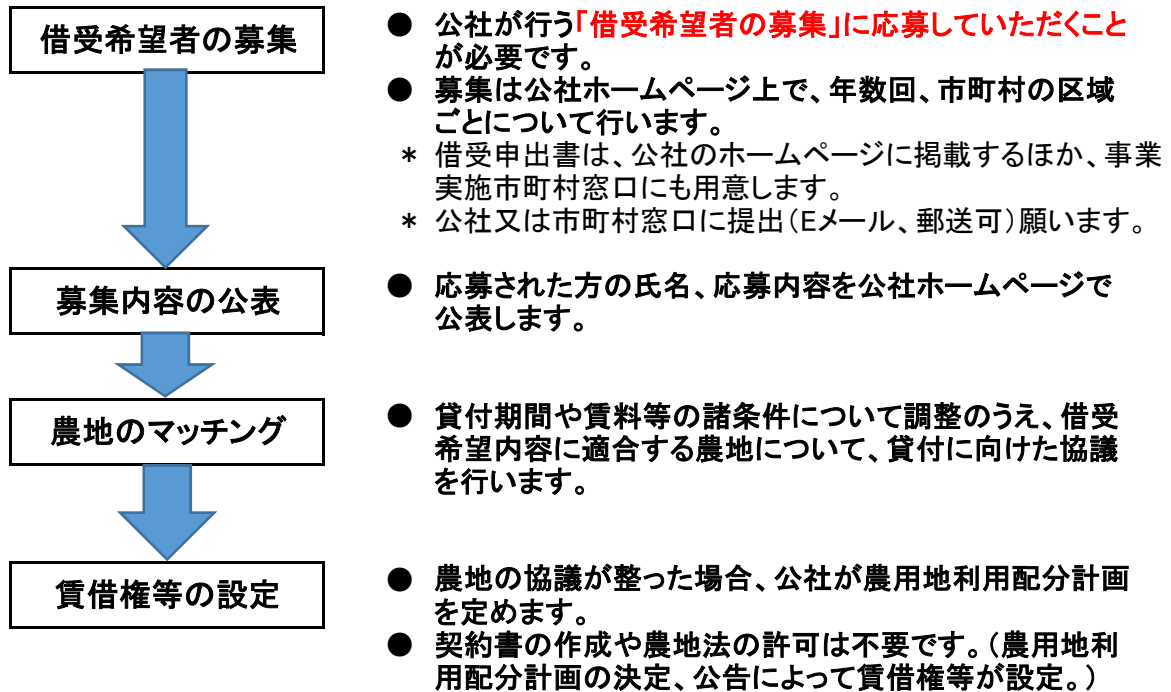 借受希望者の募集
● 公社が行う「借受希望者の募集」に応募していただくこと
が必要です。
● 募集は公社ホームページ上で、年数回、市町村の区域
ごとについて行います。
* 借受申出書は、公社のホームページに掲載するほか、事業
実施市町村窓口にも用意します。
* 公社又は市町村窓口に提出(Eメール、郵送可)願います。
募集内容の公表
● 応募された方の氏名、応募内容を公社ホームページで
公表します。
農地のマッチング
● 貸付期間や賃料等の諸条件について調整のうえ、借受
希望内容に適合する農地について、貸付に向けた協議
を行います。
賃借権等の設定
● 農地の協議が整った場合、公社が農用地利用配分計画
を定めます。
● 契約書の作成や農地法の許可は不要です。(農用地利
用配分計画の決定、公告によって賃借権等が設定。)